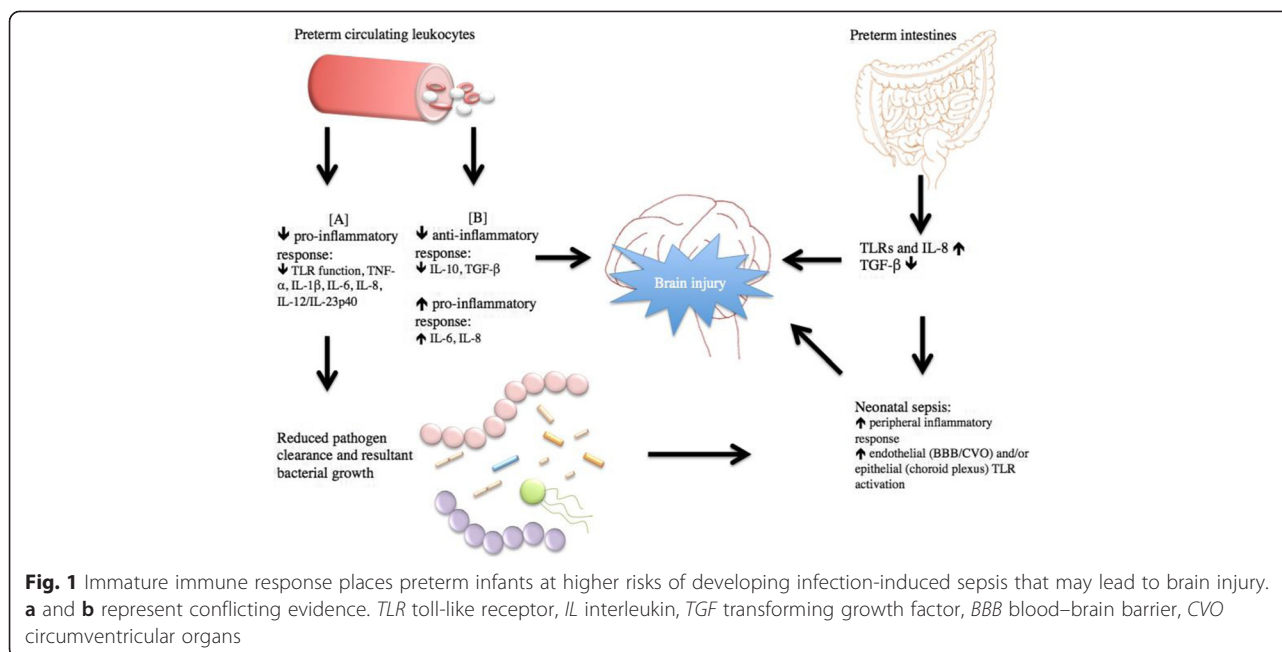 Preterm circulating leukocytes
Preterm intestines
[A]
↓ pro-inflammatory
response:
↓ TLR function, TNF-
α, IL-1β, IL-6, IL-8,
IL-12/IL-23p40
[B]
↓ anti-inflammatory
response:
↓ IL-10, TGF-β
↑ pro-inflammatory
response:
↑ IL-6, IL-8
Brain injury
TLRs and IL-8 ↑
TGF-β ↓
Reduced pathogen
clearance and resultant
bacterial growth
Neonatal sepsis:
↑ peripheral inflammatory
response
↑ endothelial (BBB/CVO) and/or
epithelial (choroid plexus) TLR
activation
Fig. 1 Immature immune response places preterm infants at higher risks of developing infection-induced sepsis that may lead to brain injury.
a and b represent conflicting evidence. TLR toll-like receptor, IL interleukin, TGF transforming growth factor, BBB blood–brain barrier, CVO
circumventricular organs